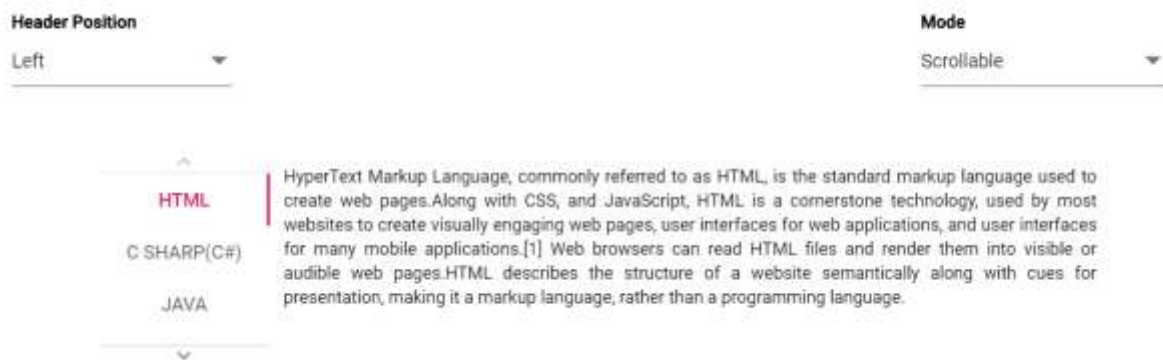 Header Position
Mode
Left
Scrollable
HTML
C SHARP(C#)
JAVA
HyperText Markup Language, commonly referred to as HTML, is the standard markup language used to
create web pages.Along with CSS, and JavaScript, HTML is a cornerstone technology, used by most
websites to create visually engaging web pages, user interfaces for web applications, and user interfaces
for many mobile applications.[1] Web browsers can read HTML files and render them into visible or
audible web pages.HTML describes the structure of a website semantically along with cues for
presentation, making it a markup language, rather than a programming language.